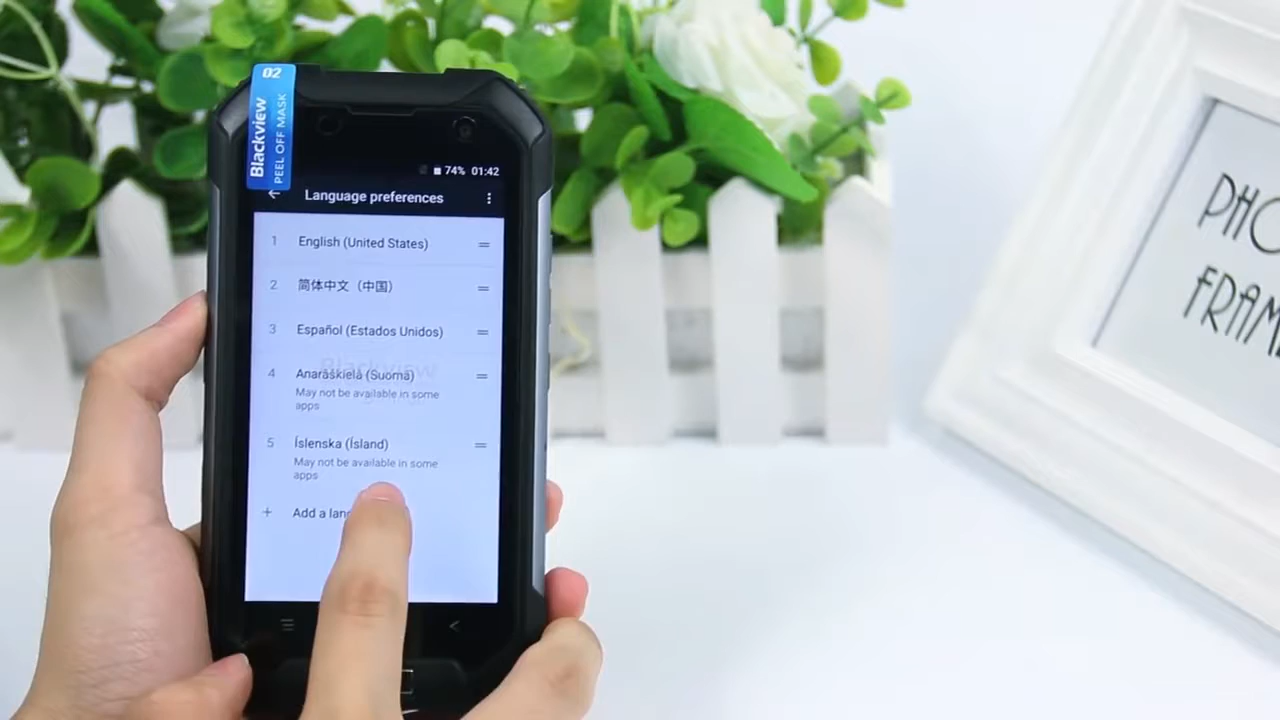 02
Blackview
PEEL OFF MASK
74% 01:42
Language preferences
1 English (United States)
2 简体中文（中国）
3 Español (Estados Unidos)
Blackview
4 Anarâškielâ (Suomâ)
May not be available in some
apps
5 Íslenska (Ísland)
May not be available in some
apps
+ Add a lan
PHO
FRAM